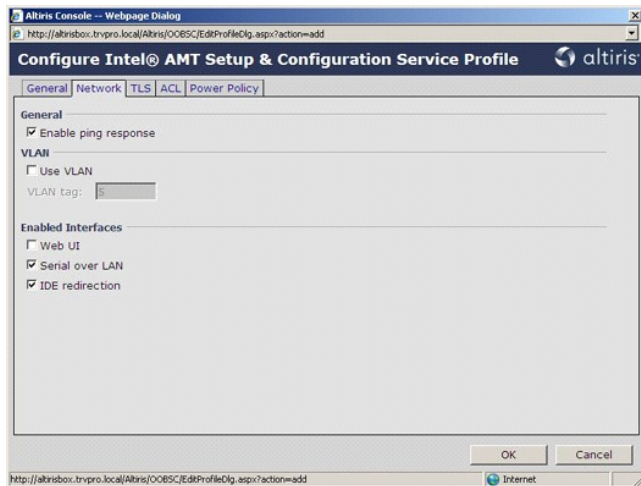 Altiris Console -- Webpage Dialog
http://altirisbox.trvpro.local/Altiris/OOBSC/EditProfileDlg.aspx?action=add
Configure Intel® AMT Setup & Configuration Service Profile
altiris
General Network TLS ACL Power Policy
General
Enable ping response
VLAN
Use VLAN
VLAN tag: 5
Enabled Interfaces
Web UI
Serial over LAN
IDE redirection
OK Cancel
http://altirisbox.trvpro.local/Altiris/OOBSC/EditProfileDlg.aspx?action=add Internet